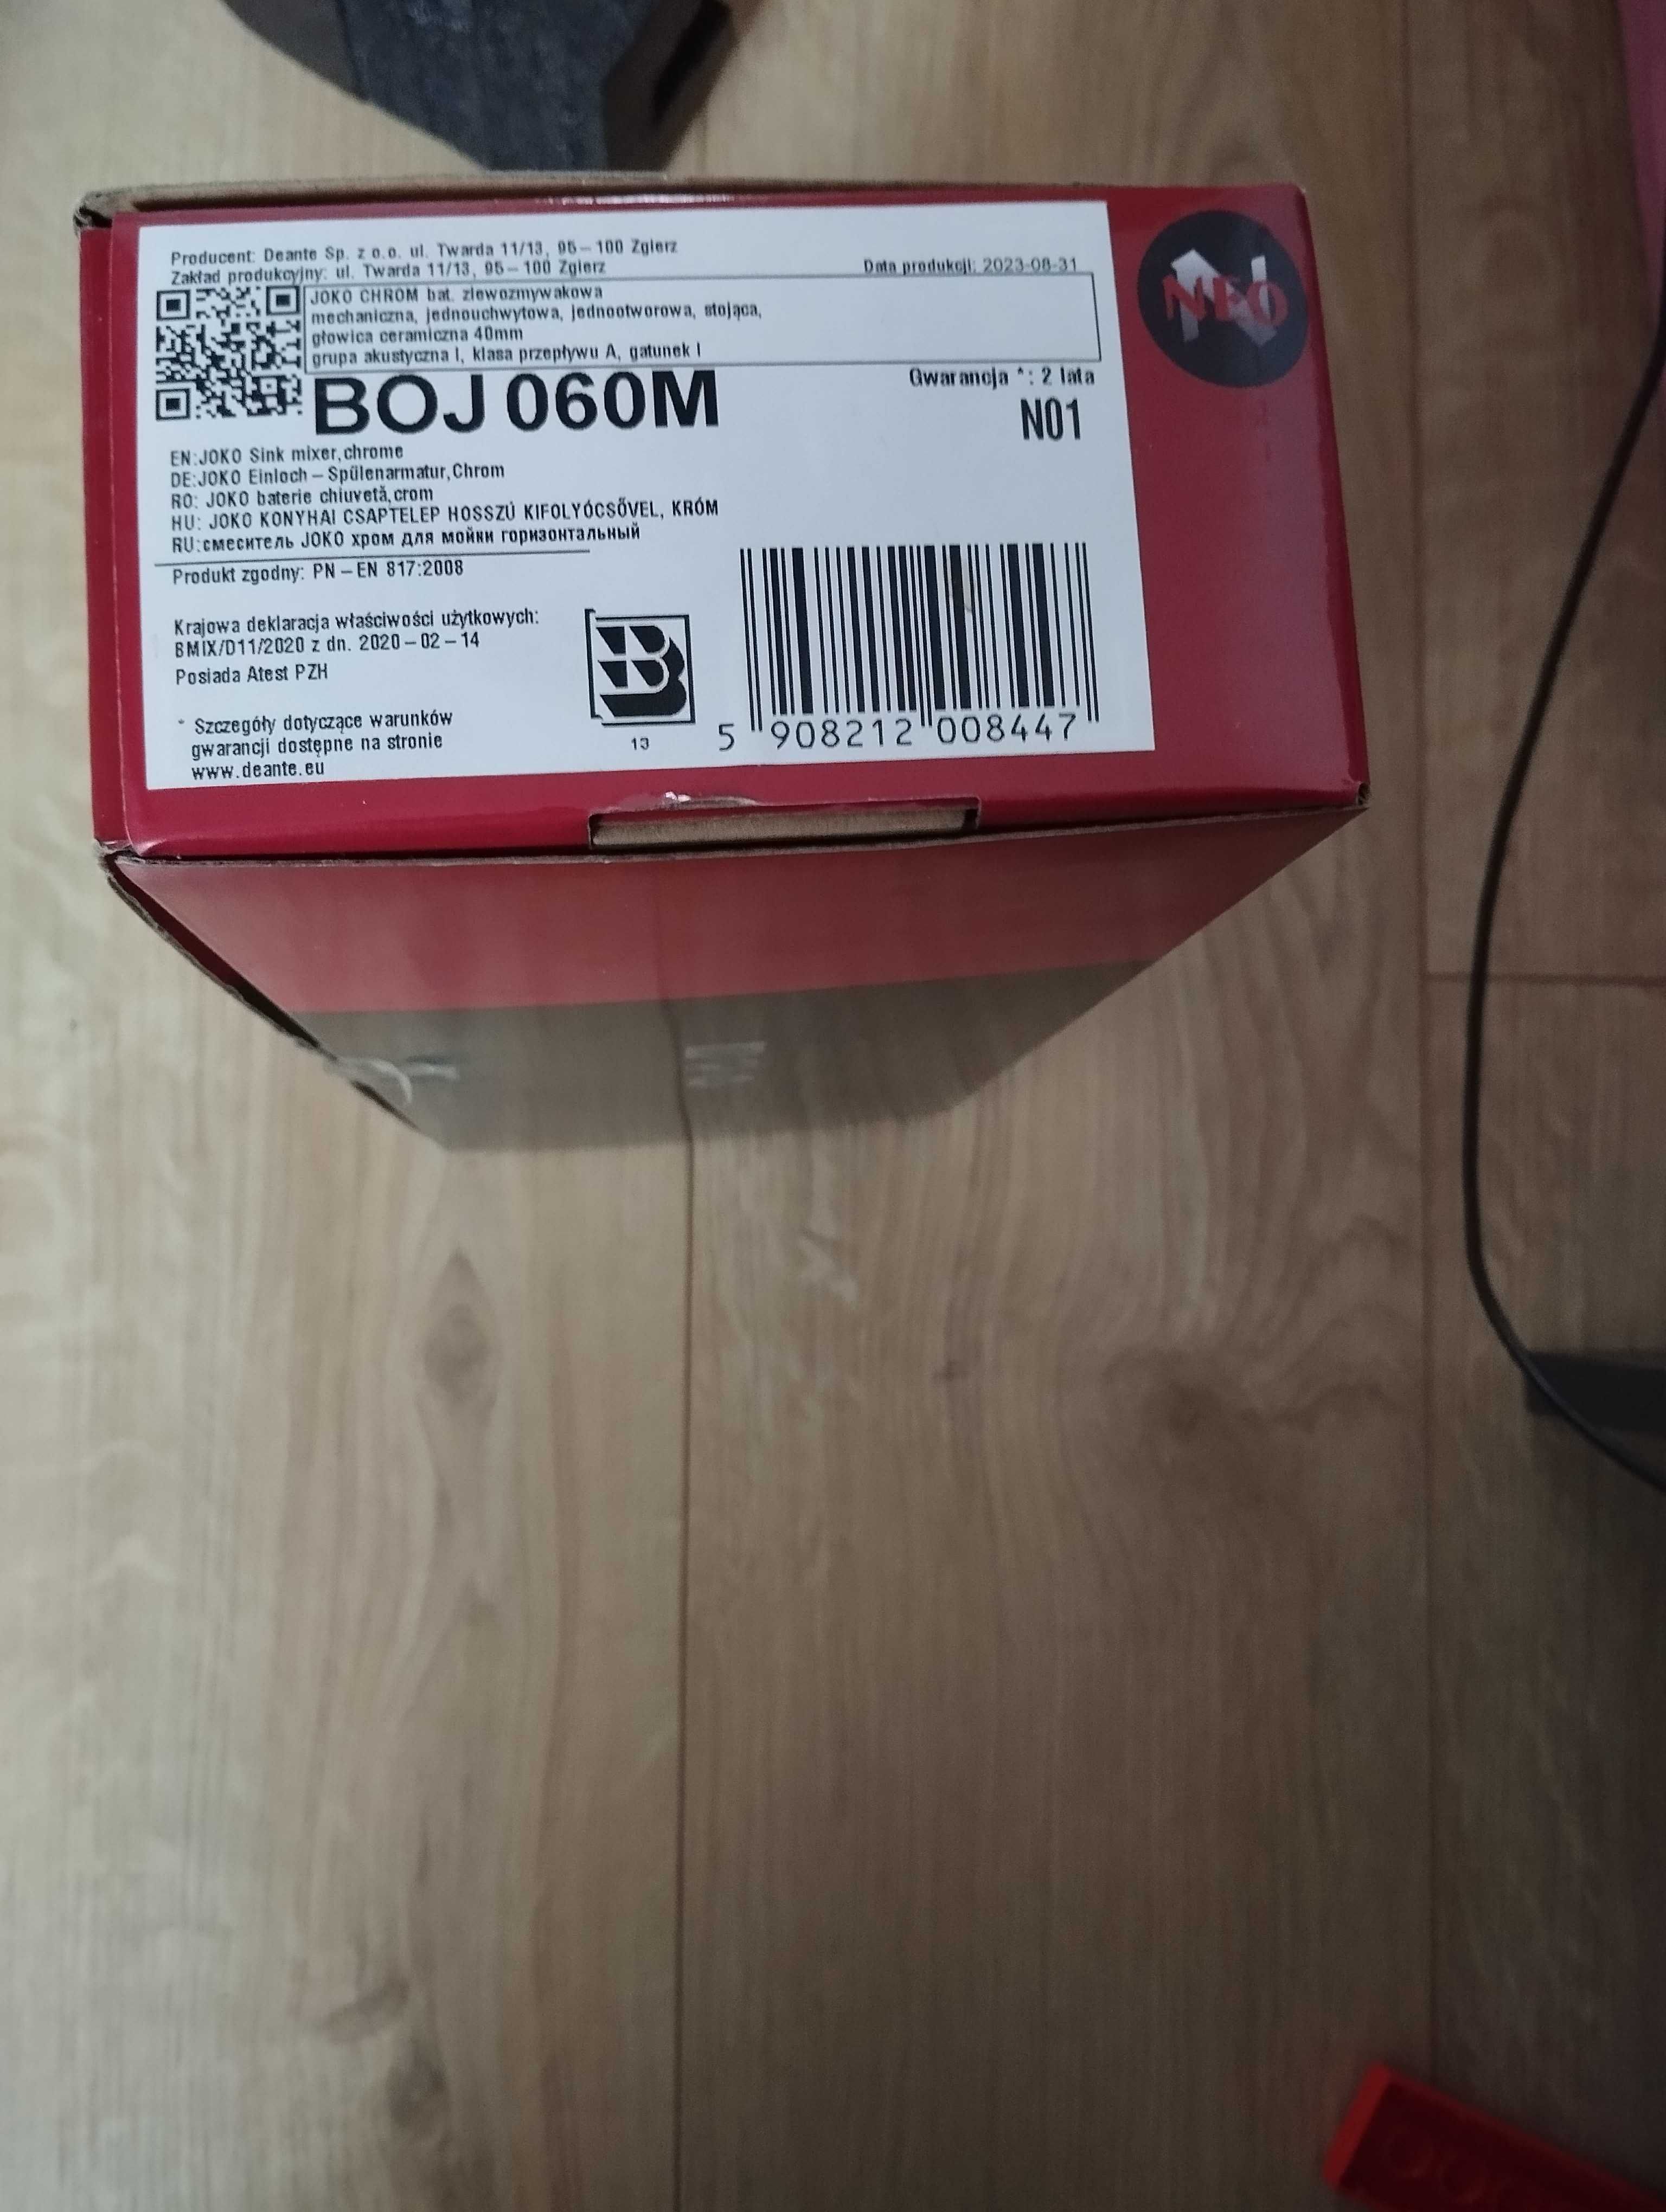 Producent: Deante Sp. z o.o. ul. Twarda 11/13, 95-100 Zgierz
Zakład produkcyjny: ul. Twarda 11/13, 95-100 Zgierz
Data produkcji: 2023-08-31
JOKO CHROM bat. zlewozmywakowa
mechaniczna, jednouchwytowa, jednootworowa, stojąca,
głowica ceramiczna 40mm
grupa akustyczna I, klasa przepływu A, gatunek I
BOJ 060M
Gwarancja *: 2 lata
N01
EN:JOKO Sink mixer,chrome
DE:JOKO Einloch – Spülenarmatur,Chrom
RO: JOKO baterie chiuvetă,crom
HU: JOKO KONYHAI CSAPTELEP HOSSZÚ KIFOLYÓCSŐVEL, KRÓM
RU:смеситель JOKO хром для мойки горизонтальный
Produkt zgodny: PN – EN 817:2008
Krajowa deklaracja właściwości użytkowych:
BMIX/D11/2020 z dn. 2020 – 02 – 14
Posiada Atest PZH
* Szczegóły dotyczące warunków
gwarancji dostępne na stronie
www.deante.eu
B
13
5 908212 008447
N
NEO